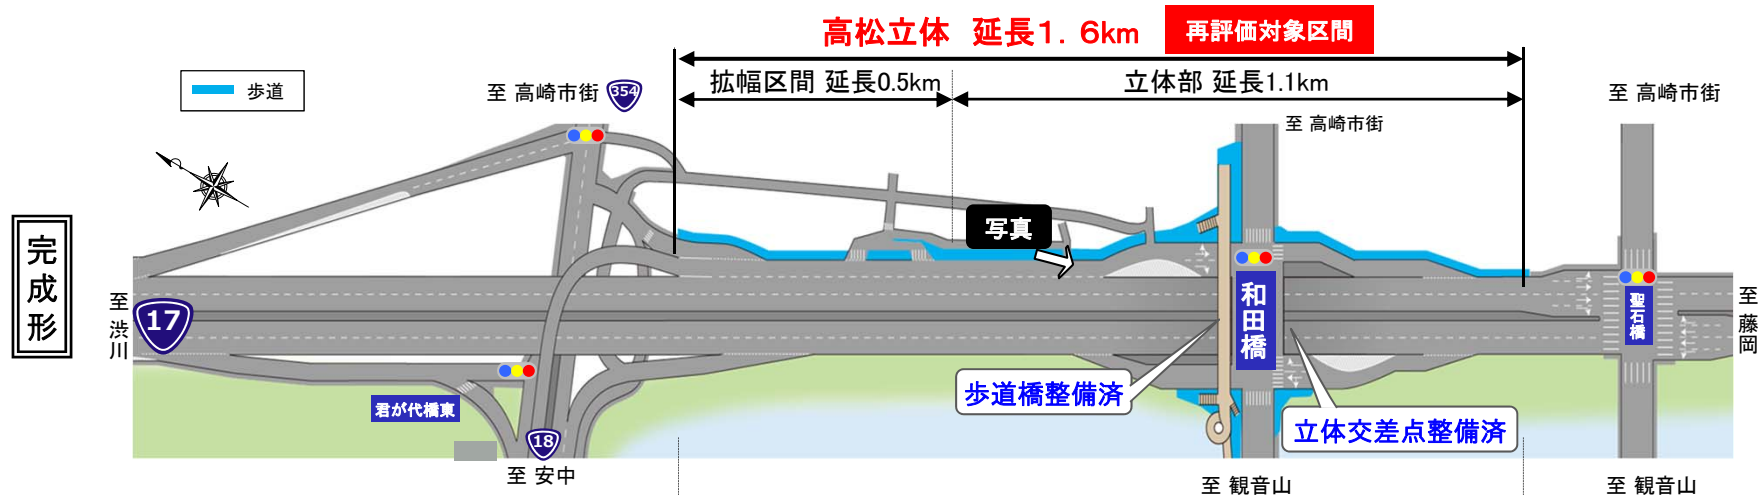 高松立体 延長1.6km
再評価対象区間
拡幅区間 延長0.5km
立体部 延長1.1km
歩道
至 高崎市街
354
至 高崎市街
至 高崎市街
写真
完成形
至 渋川
17
和田橋
聖石橋
至 藤岡
歩道橋整備済
君が代橋東
立体交差点整備済
18
至 安中
至 観音山
至 観音山